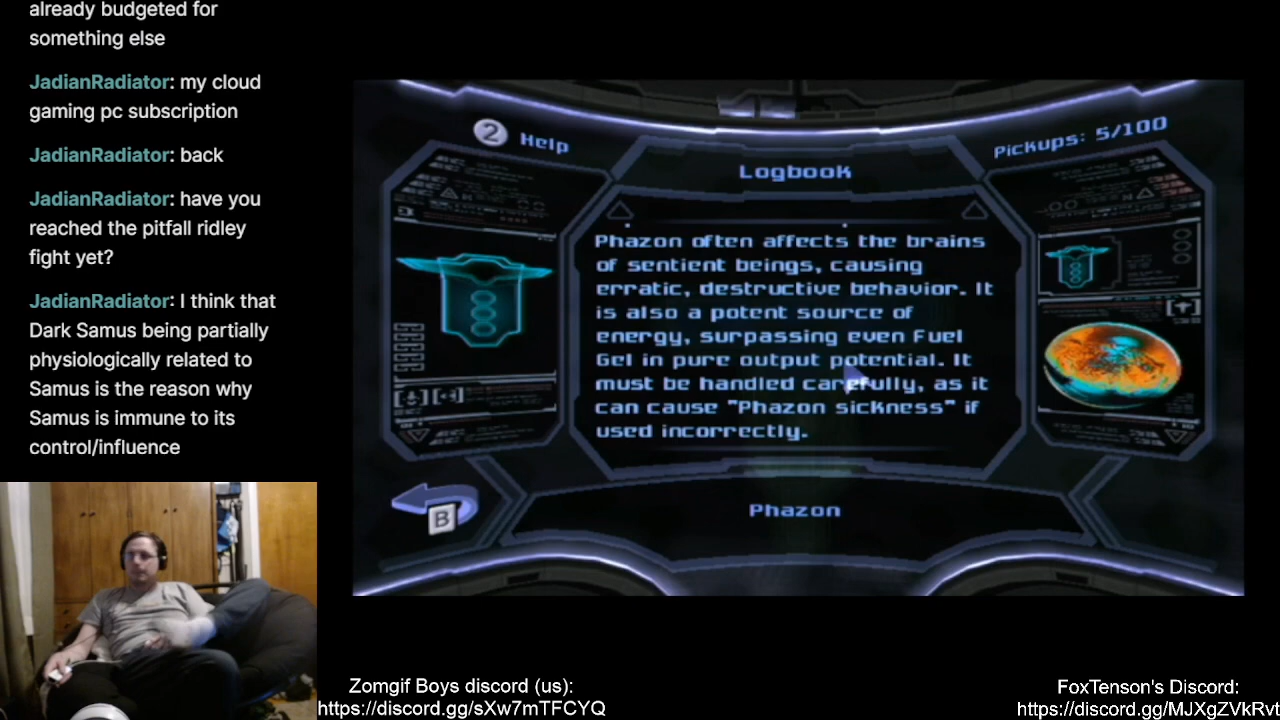 already budgeted for
something else
JadianRadiator: my cloud
gaming pc subscription
JadianRadiator: back
JadianRadiator: have you
reached the pitfall ridley
fight yet?
JadianRadiator: I think that
Dark Samus being partially
physiologically related to
Samus is the reason why
Samus is immune to its
control/influence
2 Help
Logbook
Pickups: 5/100
Phazon often affects the brains
of sentient beings, causing
erratic, destructive behavior. It
is also a potent source of
energy, surpassing even Fuel
Gel in pure output potential. It
must be handled carefully, as it
can cause "Phazon sickness" if
used incorrectly.
B
Phazon
Zomgif Boys discord (us):
https://discord.gg/sXw7mTFCYQ
FoxTenson's Discord:
https://discord.gg/MJXgZVkRvt